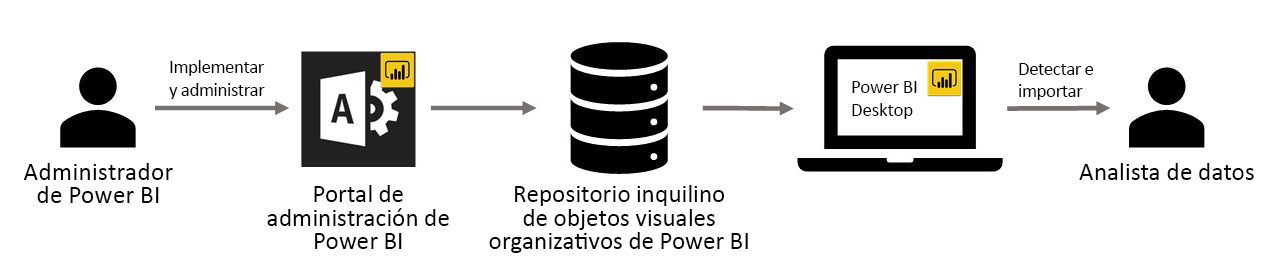 Administrador
de Power BI
Implementar
y administrar
A
Portal de
administración de
Power BI
Repositorio inquilino
de objetos visuales
organizativos de Power BI
Power BI
Desktop
Detectar e
importar
Analista de datos